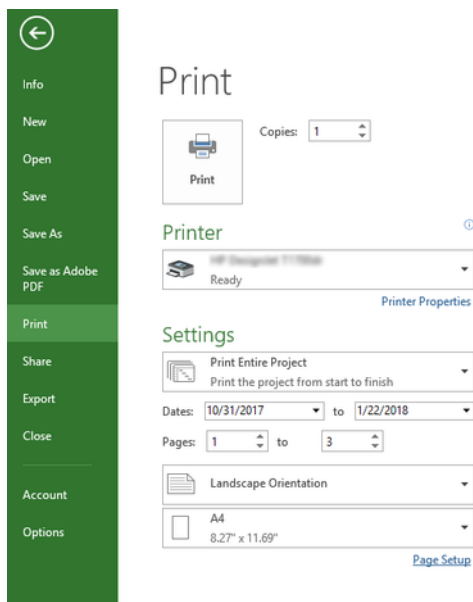 Info
New
Open
Save
Save As
Save as Adobe
PDF
Print
Share
Export
Close
Account
Options
Print
Print
Copies: 1
Printer
Ready
Printer Properties
Settings
Print Entire Project
Print the project from start to finish
Dates: 10/31/2017 to 1/22/2018
Pages: 1 to 3
Landscape Orientation
A4
8.27" x 11.69"
Page Setup